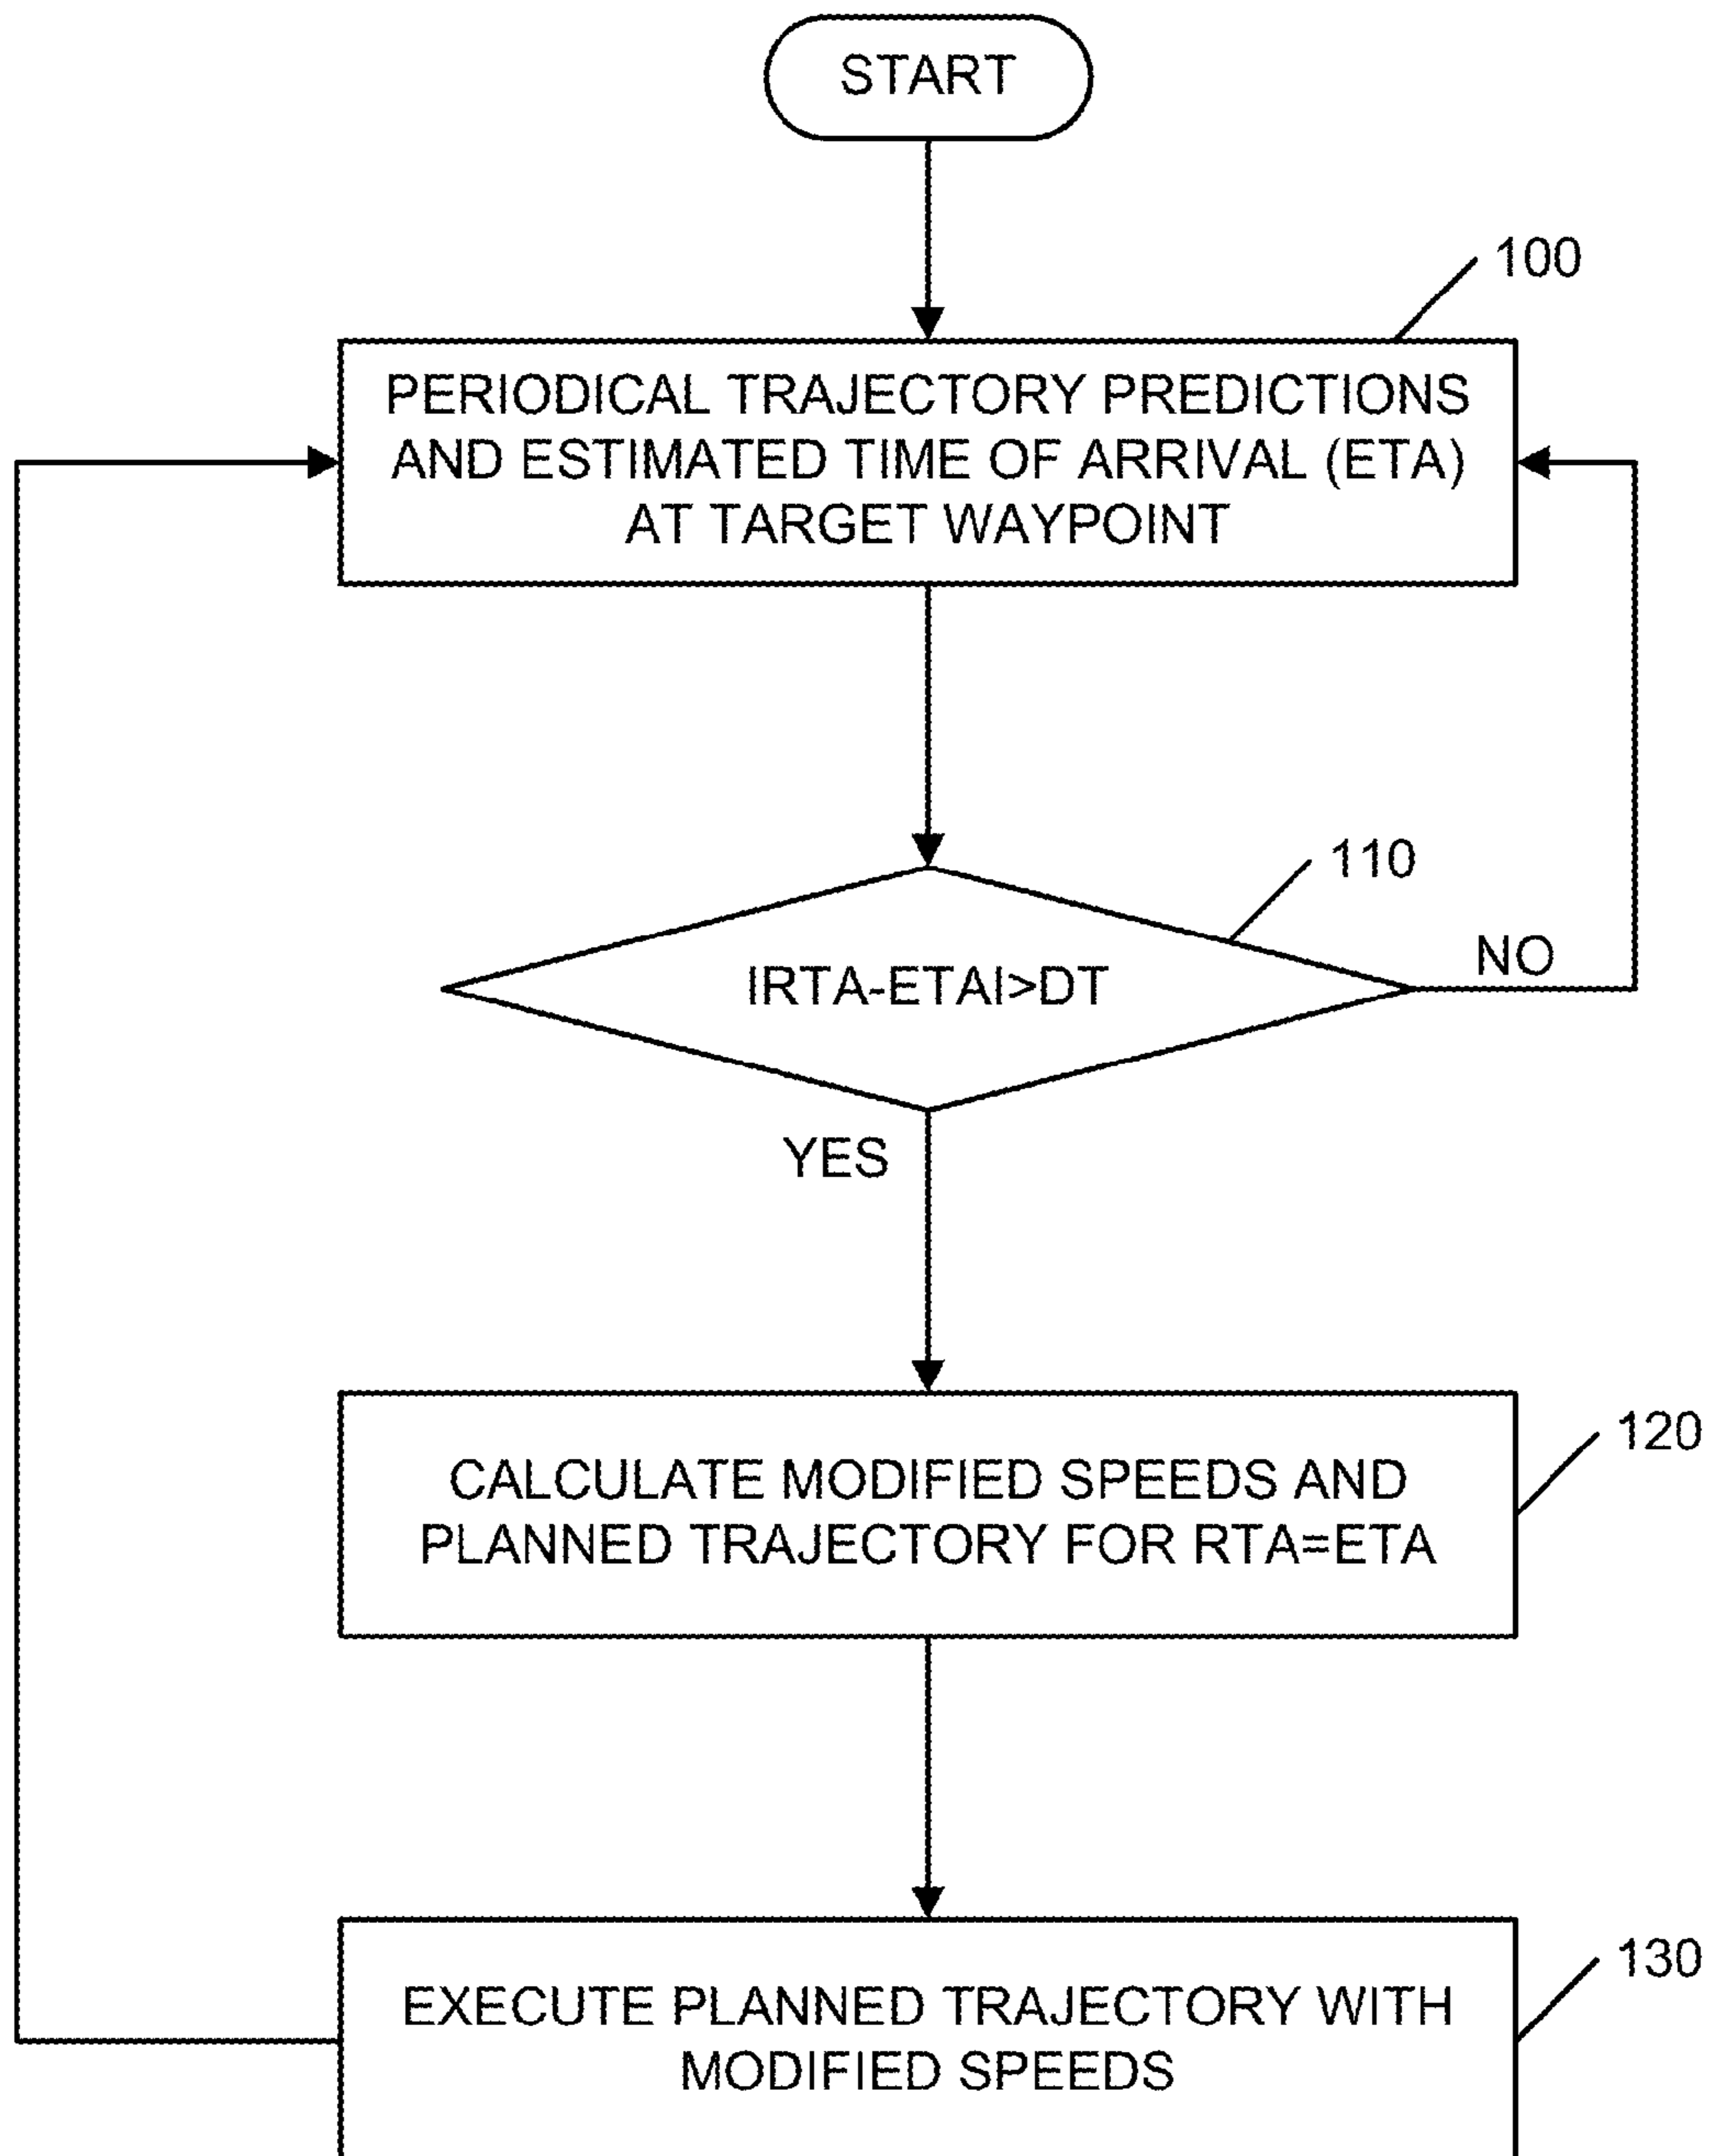 START
100
PERIODICAL TRAJECTORY PREDICTIONS
AND ESTIMATED TIME OF ARRIVAL (ETA)
AT TARGET WAYPOINT
110
IRTA-ETAI>DT
NO
YES
120
CALCULATE MODIFIED SPEEDS AND
PLANNED TRAJECTORY FOR RTA=ETA
130
EXECUTE PLANNED TRAJECTORY WITH
MODIFIED SPEEDS